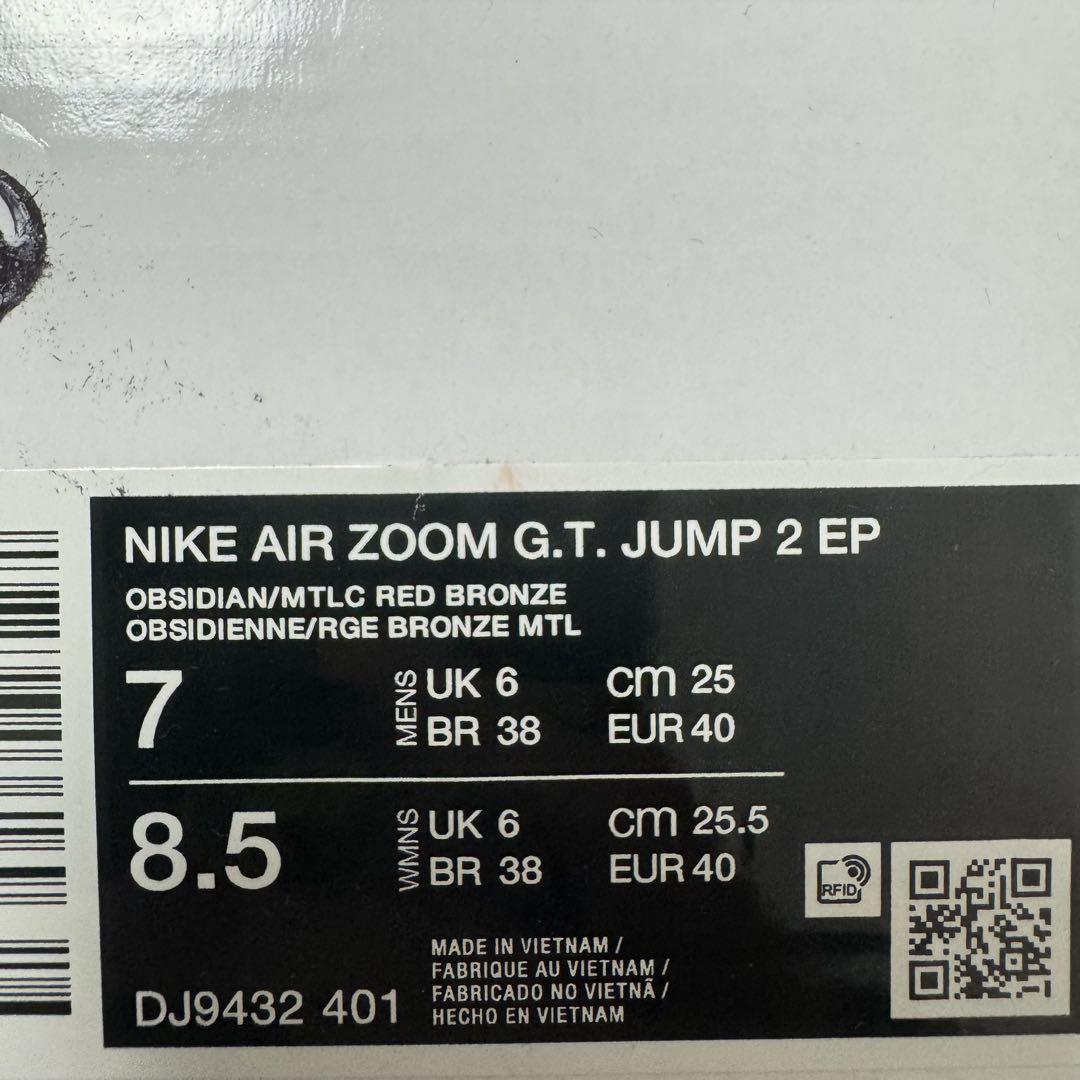 NIKE AIR ZOOM G.T. JUMP 2 EP
OBSIDIAN/MTLC RED BRONZE
OBSIDIENNE/RGE BRONZE MTL
7 MENS UK 6 cm 25
BR 38 EUR 40
8.5 WMNS UK 6 cm 25.5
BR 38 EUR 40
RFID
MADE IN VIETNAM /
FABRIQUE AU VIETNAM /
FABRICADO NO VIETNÃ /
HECHO EN VIETNAM
DJ9432 401